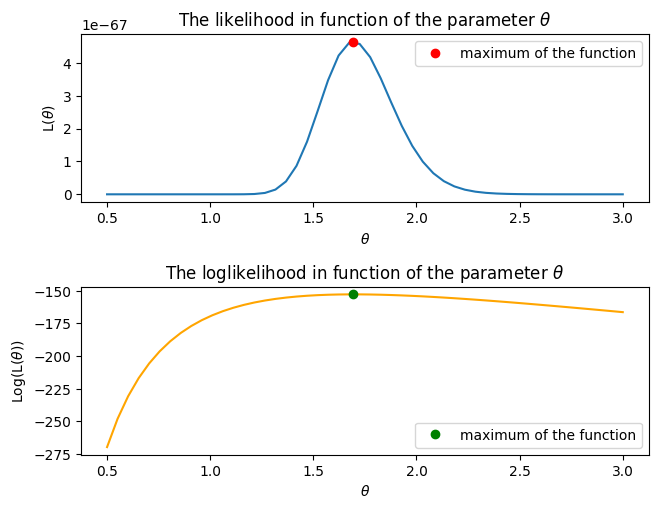 The likelihood in function of the parameter θ
1e−67
4
3
2
1
0
L(θ)
maximum of the function
0.5 1.0 1.5 2.0 2.5 3.0
θ
The loglikelihood in function of the parameter θ
−150
−175
−200
−225
−250
−275
Log(L(θ))
maximum of the function
0.5 1.0 1.5 2.0 2.5 3.0
θ